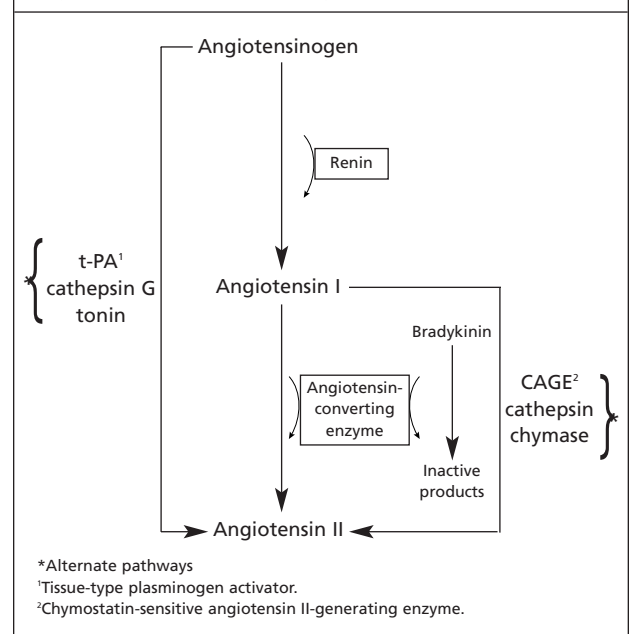 Angiotensinogen
Renin
t-PA¹
cathepsin G
tonin
*
Angiotensin I
Bradykinin
Angiotensin-
converting
enzyme
CAGE²
cathepsin
chymase
*
Inactive
products
Angiotensin II
*Alternate pathways
¹Tissue-type plasminogen activator.
²Chymostatin-sensitive angiotensin II-generating enzyme.